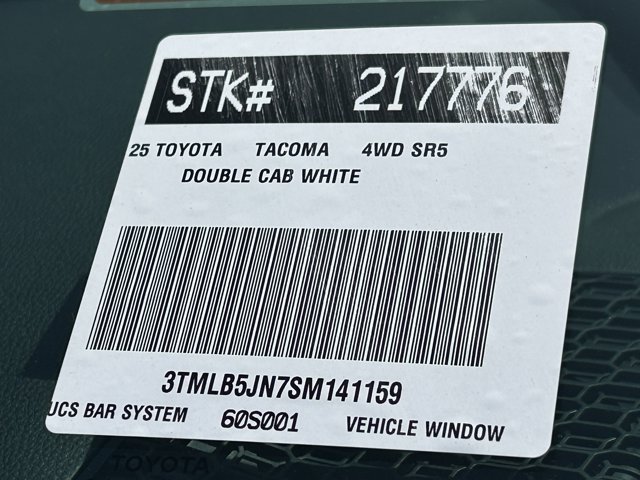 STK# 217776
25 TOYOTA TACOMA 4WD SR5
DOUBLE CAB WHITE
3TMLB5JN7SM141159
UCS BAR SYSTEM 60S001 VEHICLE WINDOW
TOYOTA